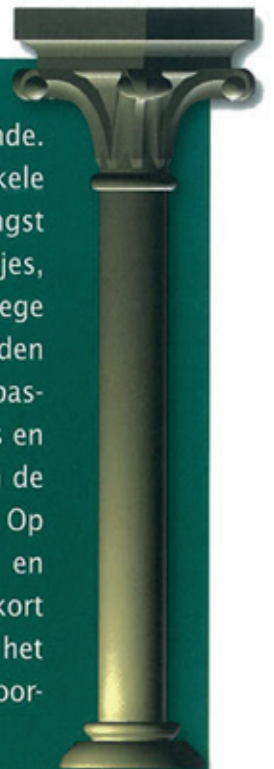 nde.
kele
ngst
jes,
ege
den
pas-
s en
de
Op
en
kort
het
oor-